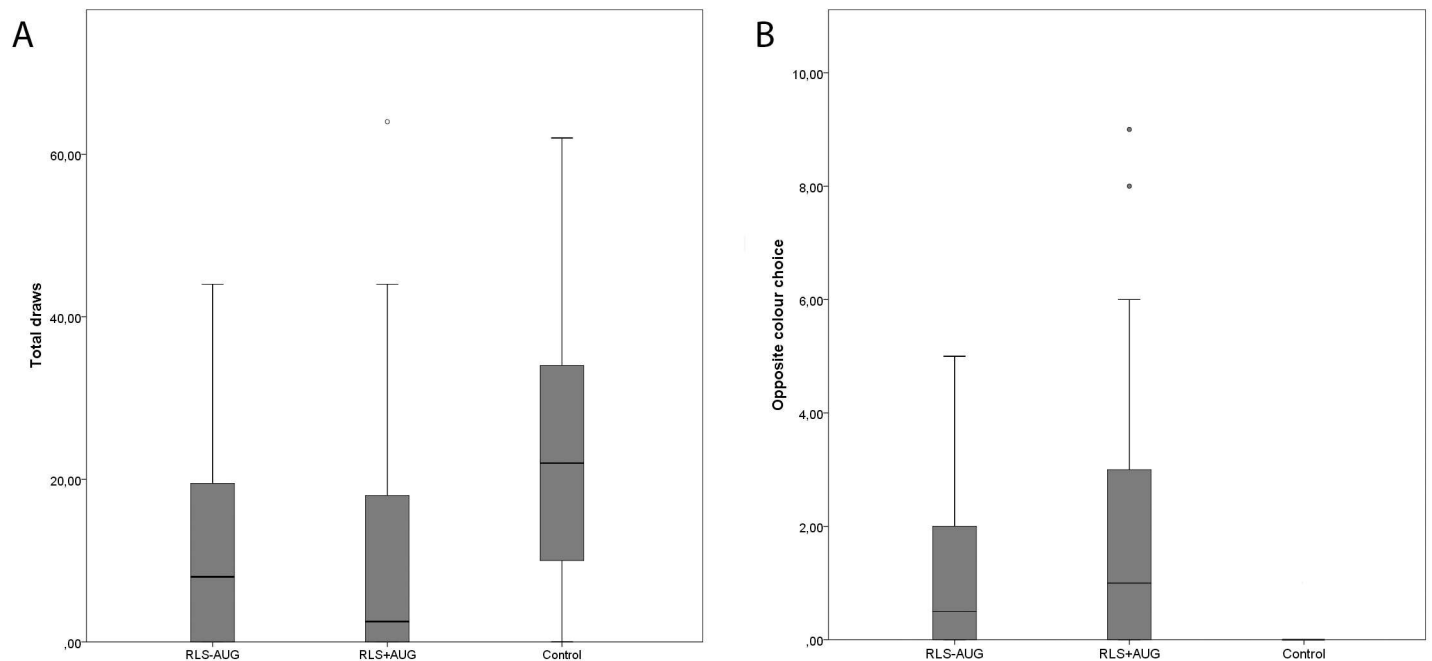 A
Total draws
60,00
40,00
20,00
,00
RLS-AUG
RLS+AUG
Control
B
Opposite colour choice
10,00
8,00
6,00
4,00
2,00
,00
RLS-AUG
RLS+AUG
Control